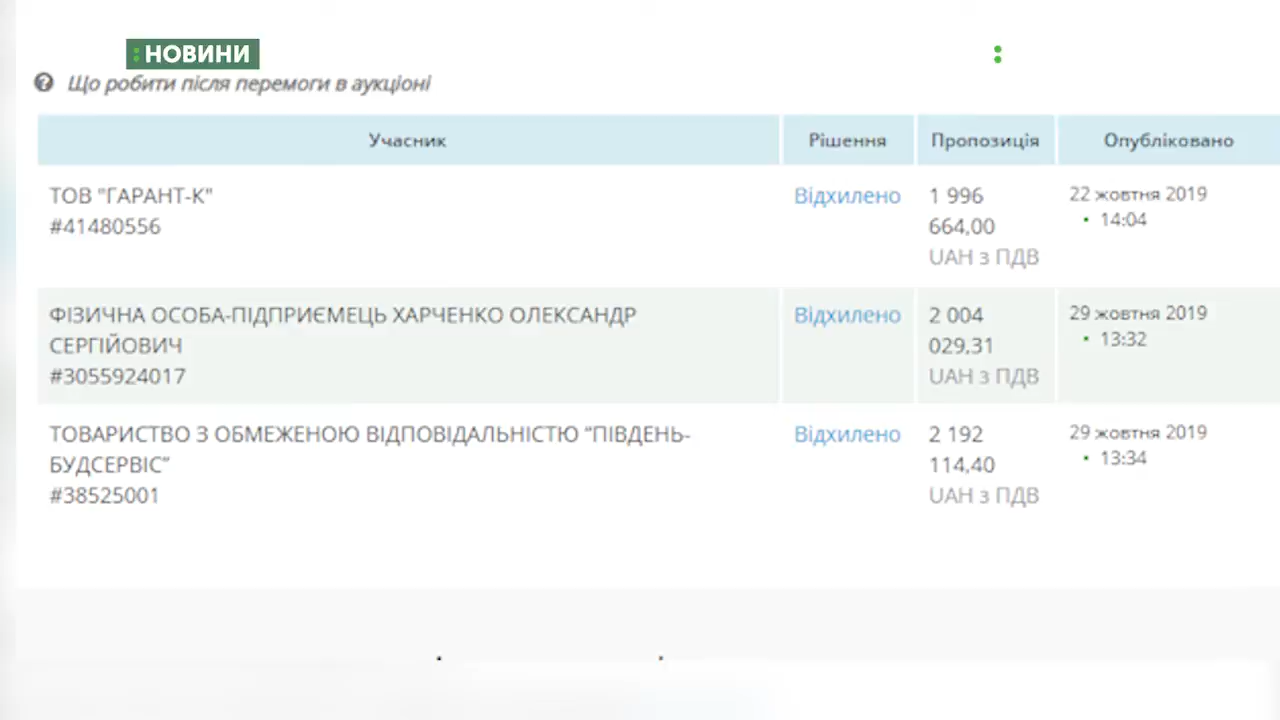 :НОВИНИ
Що робити після перемоги в аукціоні
Учасник Рішення Пропозиція Опубліковано
ТОВ "ГАРАНТ-К" Відхилено 1 996 22 жовтня 2019
#41480556 664,00 14:04
UAH з ПДВ
ФІЗИЧНА ОСОБА-ПІДПРИЄМЕЦЬ ХАРЧЕНКО ОЛЕКСАНДР Відхилено 2 004 29 жовтня 2019
СЕРГІЙОВИЧ 029,31 13:32
#3055924017 UAH з ПДВ
ТОВАРИСТВО З ОБМЕЖЕНОЮ ВІДПОВІДАЛЬНІСТЮ “ПІВДЕНЬ- Відхилено 2 192 29 жовтня 2019
БУДСЕРВІС” 114,40 13:34
#38525001 UAH з ПДВ